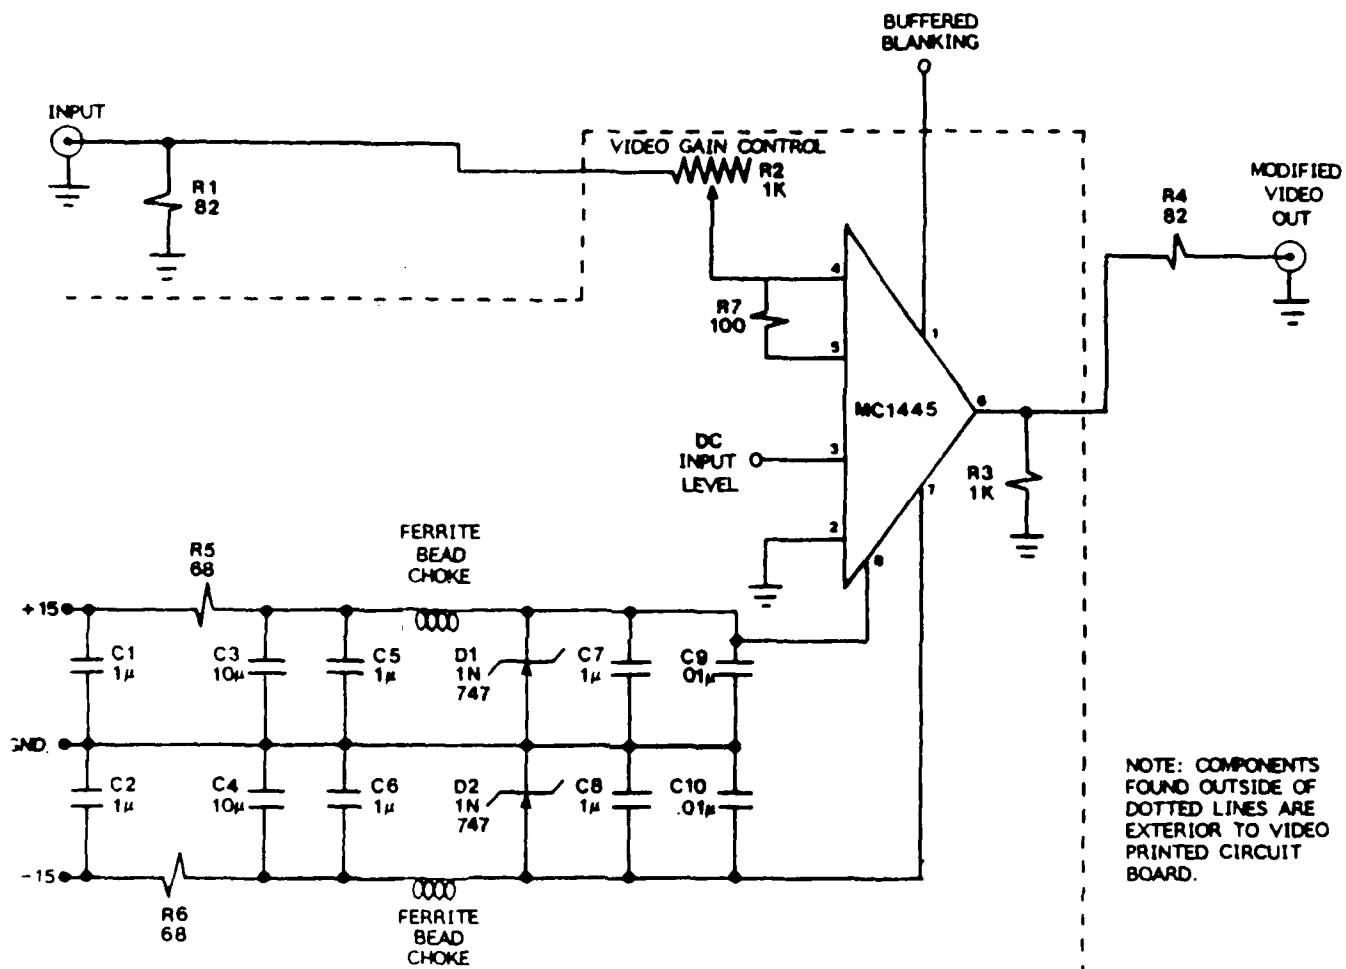 BUFFERED
BLANKING
INPUT
R1
82
VIDEO GAIN CONTROL
R2
1K
MODIFIED
VIDEO
OUT
R4
82
4
R7
100
5
1
MC1445
6
DC
INPUT
LEVEL
3
R3
1K
7
2
8
FERRITE
BEAD
CHOKE
R5
68
+15
C1
1μ
C3
10μ
C5
1μ
D1
1N
747
C7
1μ
C9
.01μ
GND.
C2
1μ
C4
10μ
C6
1μ
D2
1N
747
C8
1μ
C10
.01μ
-15
R6
68
FERRITE
BEAD
CHOKE
NOTE: COMPONENTS
FOUND OUTSIDE OF
DOTTED LINES ARE
EXTERIOR TO VIDEO
PRINTED CIRCUIT
BOARD.